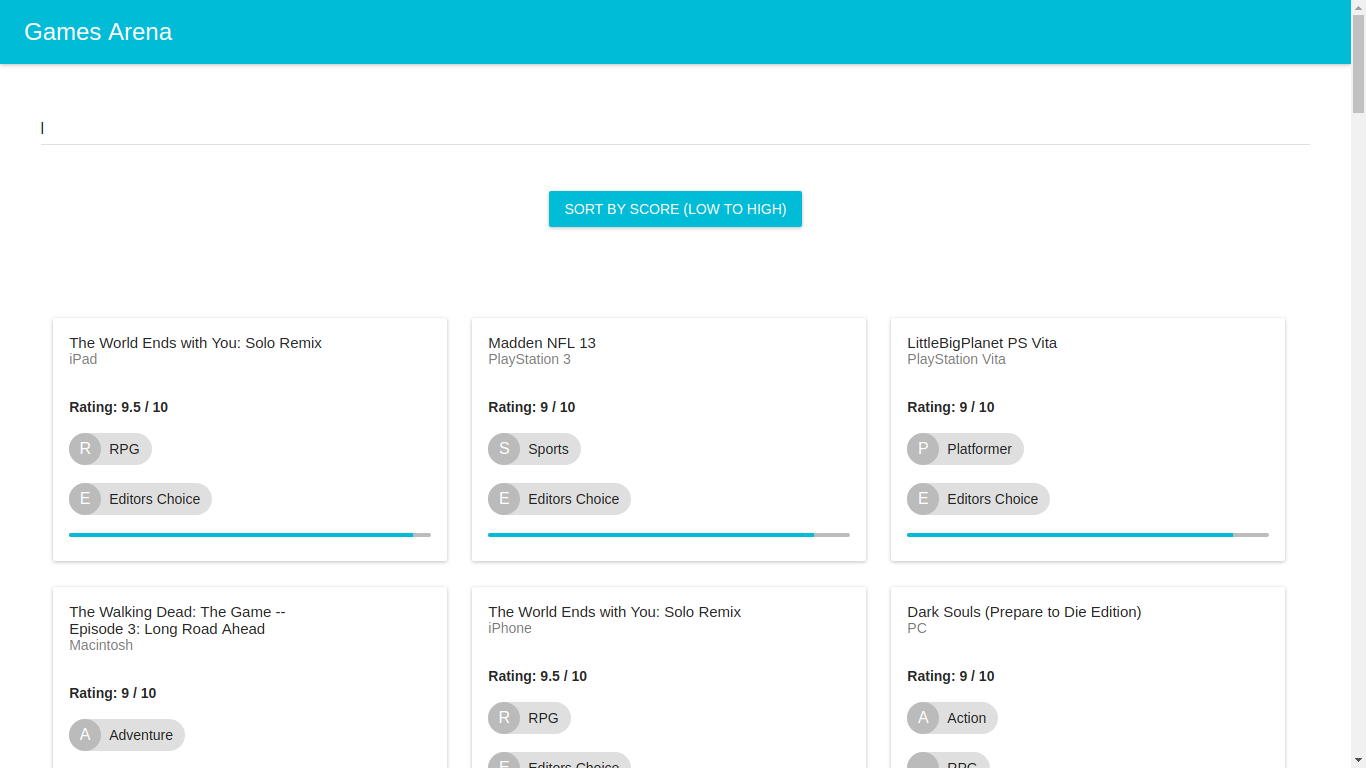 Games Arena
SORT BY SCORE (LOW TO HIGH)
The World Ends with You: Solo Remix
iPad
Rating: 9.5 / 10
R RPG
E Editors Choice
Madden NFL 13
PlayStation 3
Rating: 9 / 10
S Sports
E Editors Choice
LittleBigPlanet PS Vita
PlayStation Vita
Rating: 9 / 10
P Platformer
E Editors Choice
The Walking Dead: The Game --
Episode 3: Long Road Ahead
Macintosh
Rating: 9 / 10
A Adventure
The World Ends with You: Solo Remix
iPhone
Rating: 9.5 / 10
R RPG
E Editors Choice
Dark Souls (Prepare to Die Edition)
PC
Rating: 9 / 10
A Action
RPG